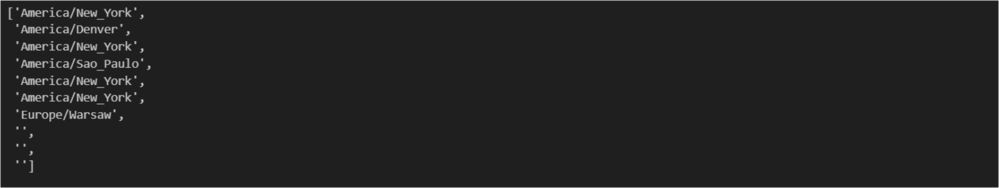 ['America/New_York',
 'America/Denver',
 'America/New_York',
 'America/Sao_Paulo',
 'America/New_York',
 'America/New_York',
 'Europe/Warsaw',
 '',
 '',
 '']